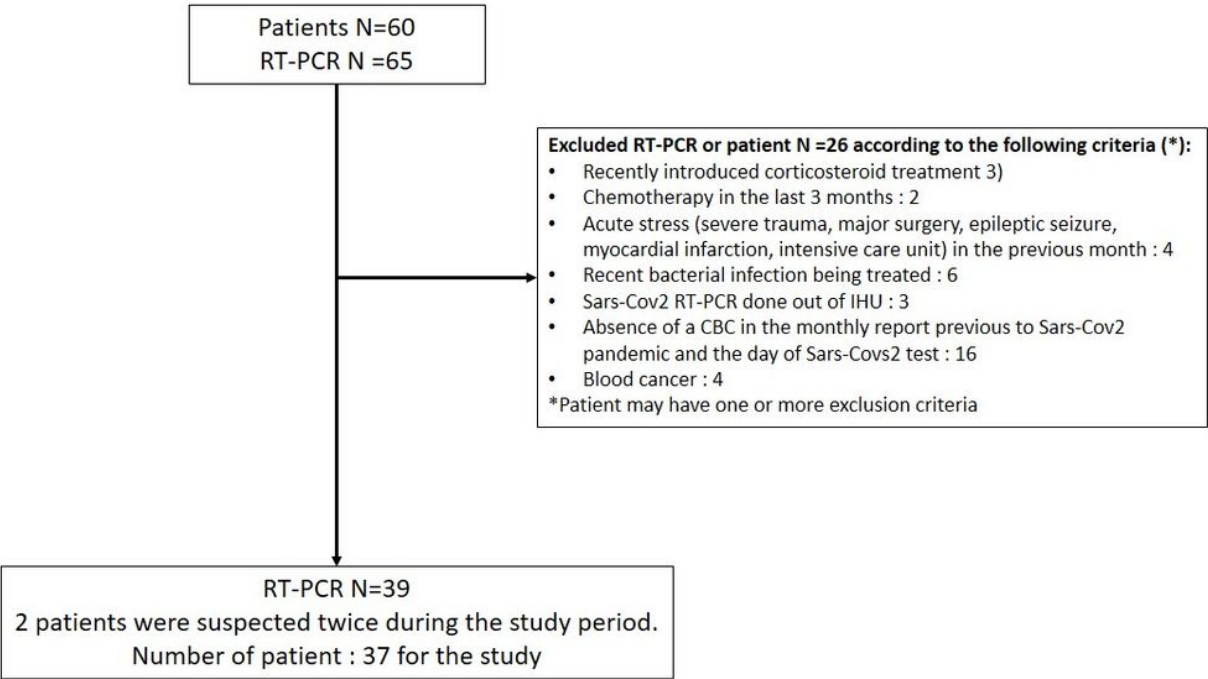 Patients N=60
RT-PCR N =65
Excluded RT-PCR or patient N =26 according to the following criteria (*):
• Recently introduced corticosteroid treatment 3)
• Chemotherapy in the last 3 months : 2
• Acute stress (severe trauma, major surgery, epileptic seizure,
myocardial infarction, intensive care unit) in the previous month : 4
• Recent bacterial infection being treated : 6
• Sars-Cov2 RT-PCR done out of IHU : 3
• Absence of a CBC in the monthly report previous to Sars-Cov2
pandemic and the day of Sars-Covs2 test : 16
• Blood cancer : 4
*Patient may have one or more exclusion criteria
RT-PCR N=39
2 patients were suspected twice during the study period.
Number of patient : 37 for the study